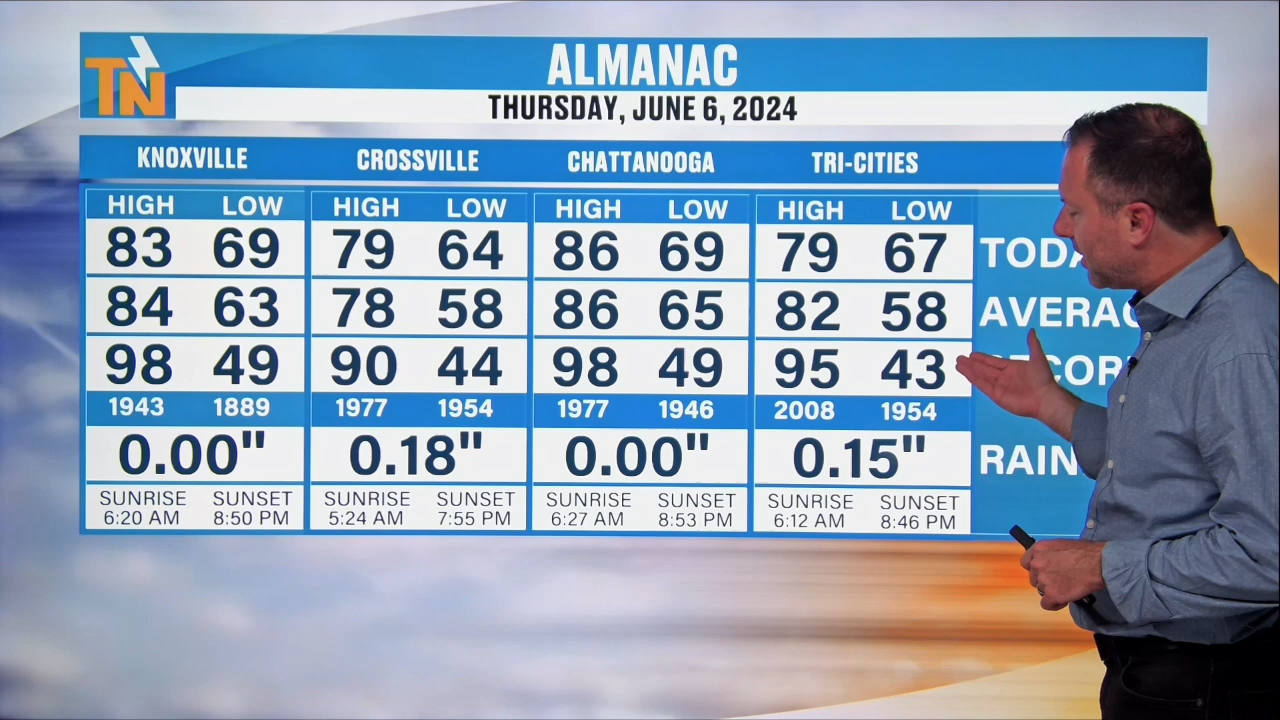 TN
ALMANAC
THURSDAY, JUNE 6, 2024
KNOXVILLE CROSSVILLE CHATTANOOGA TRI-CITIES
HIGH LOW HIGH LOW HIGH LOW HIGH LOW
83 69 79 64 86 69 79 67
84 63 78 58 86 65 82 58
98 49 90 44 98 49 95 43
1943 1889 1977 1954 1977 1946 2008 1954
0.00" 0.18" 0.00" 0.15" RAIN
SUNRISE SUNSET SUNRISE SUNSET SUNRISE SUNSET SUNRISE SUNSET
6:20 AM 8:50 PM 5:24 AM 7:55 PM 6:27 AM 8:53 PM 6:12 AM 8:46 PM